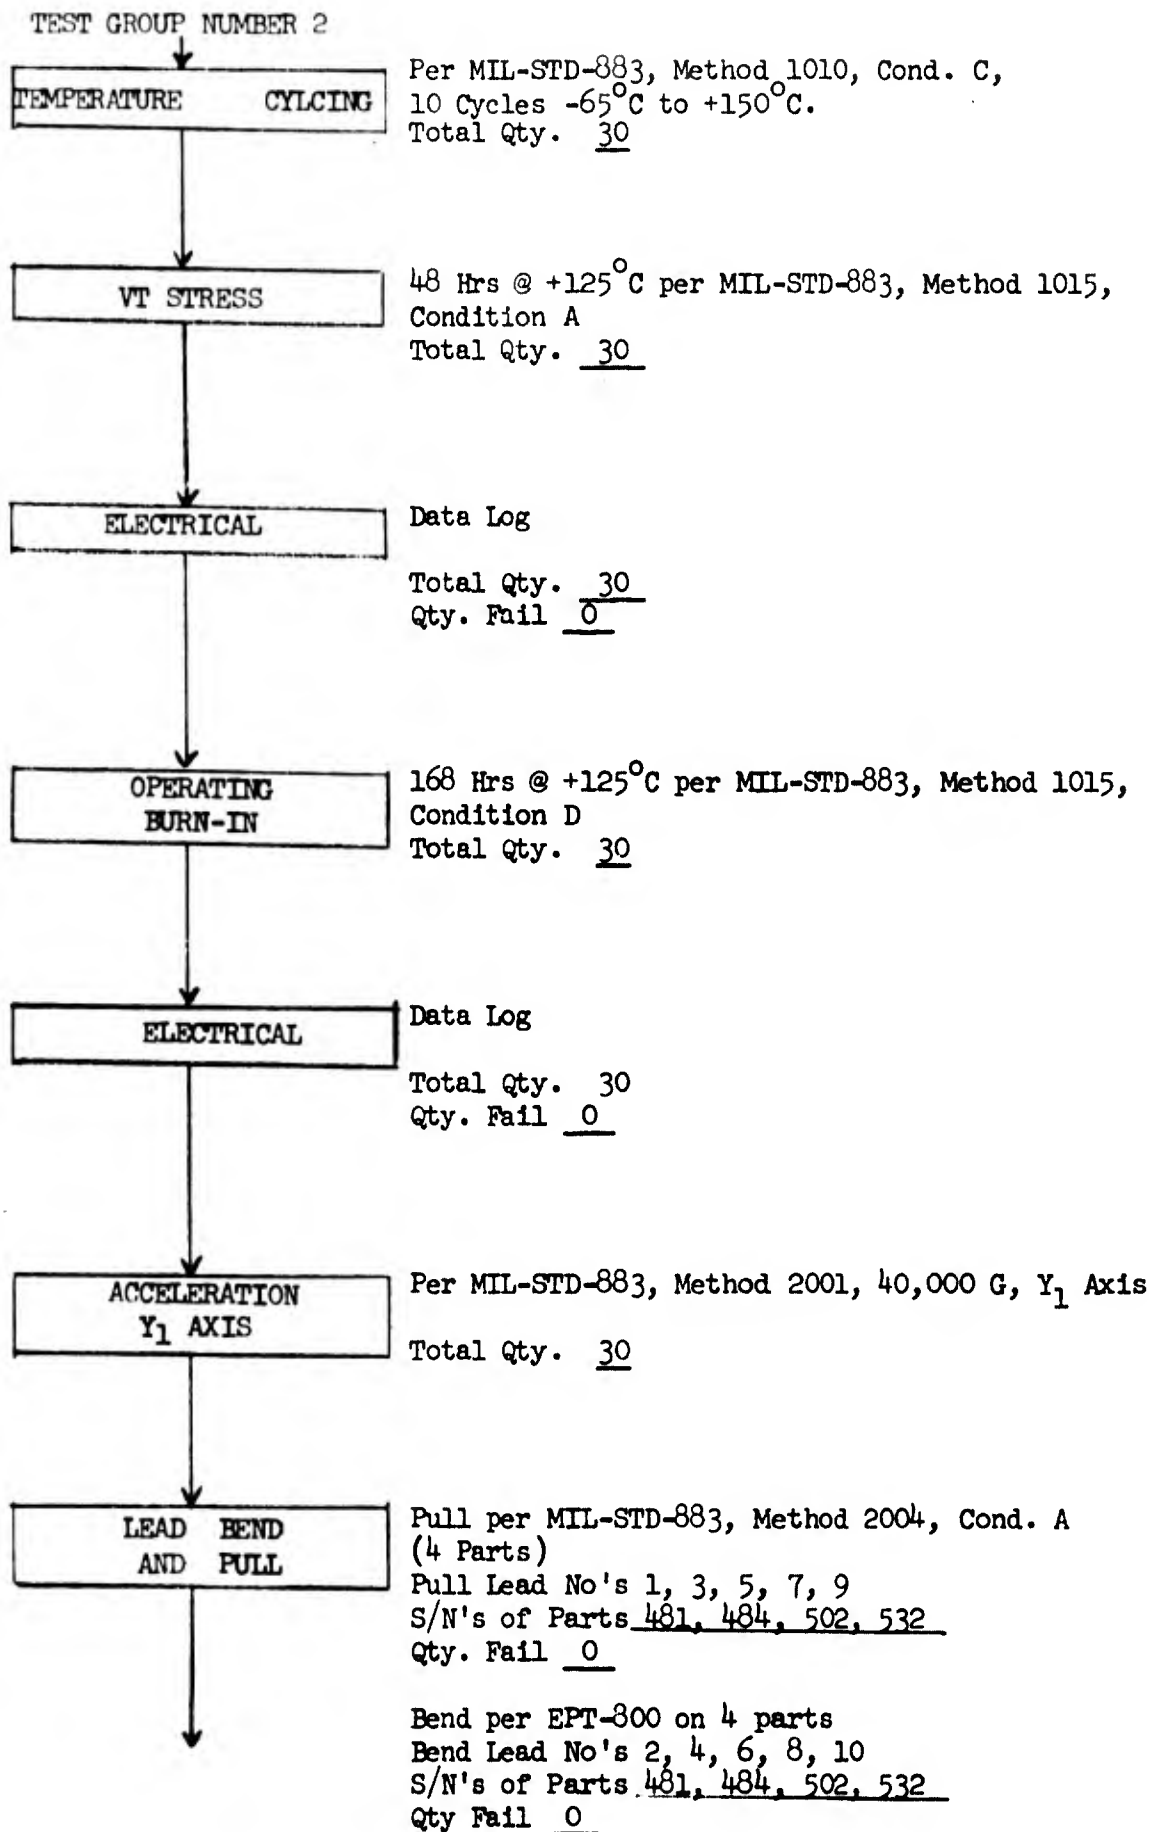 TEST GROUP NUMBER 2
TEMPERATURE CYLCING
Per MIL-STD-883, Method 1010, Cond. C,
10 Cycles -65°C to +150°C.
Total Qty. 30
VT STRESS
48 Hrs @ +125°C per MIL-STD-883, Method 1015,
Condition A
Total Qty. 30
ELECTRICAL
Data Log
Total Qty. 30
Qty. Fail 0
OPERATING
BURN-IN
168 Hrs @ +125°C per MIL-STD-883, Method 1015,
Condition D
Total Qty. 30
ELECTRICAL
Data Log
Total Qty. 30
Qty. Fail 0
ACCELERATION
Y1 AXIS
Per MIL-STD-883, Method 2001, 40,000 G, Y1 Axis
Total Qty. 30
LEAD BEND
AND PULL
Pull per MIL-STD-883, Method 2004, Cond. A
(4 Parts)
Pull Lead No's 1, 3, 5, 7, 9
S/N's of Parts 481, 484, 502, 532
Qty. Fail 0
Bend per EPT-800 on 4 parts
Bend Lead No's 2, 4, 6, 8, 10
S/N's of Parts 481, 484, 502, 532
Qty Fail 0